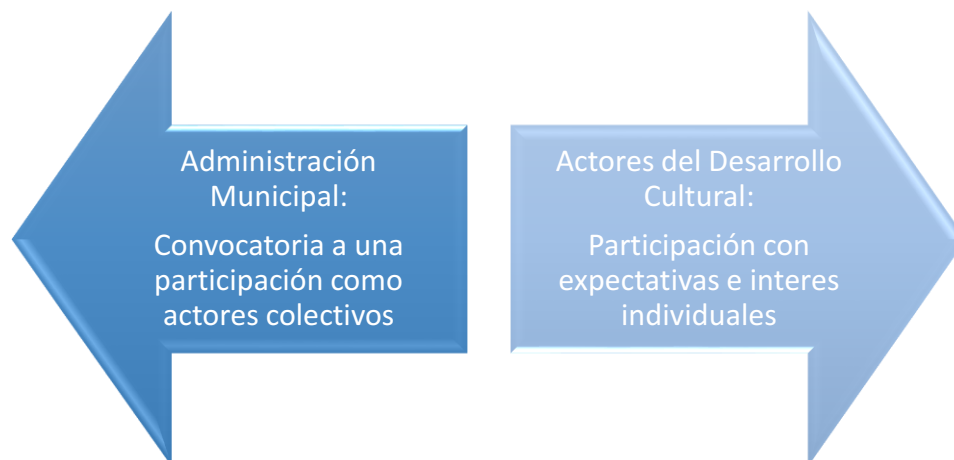 Administración
Municipal:
Convocatoria a una
participación como
actores colectivos
Actores del Desarrollo
Cultural:
Participación con
expectativas e interes
individuales